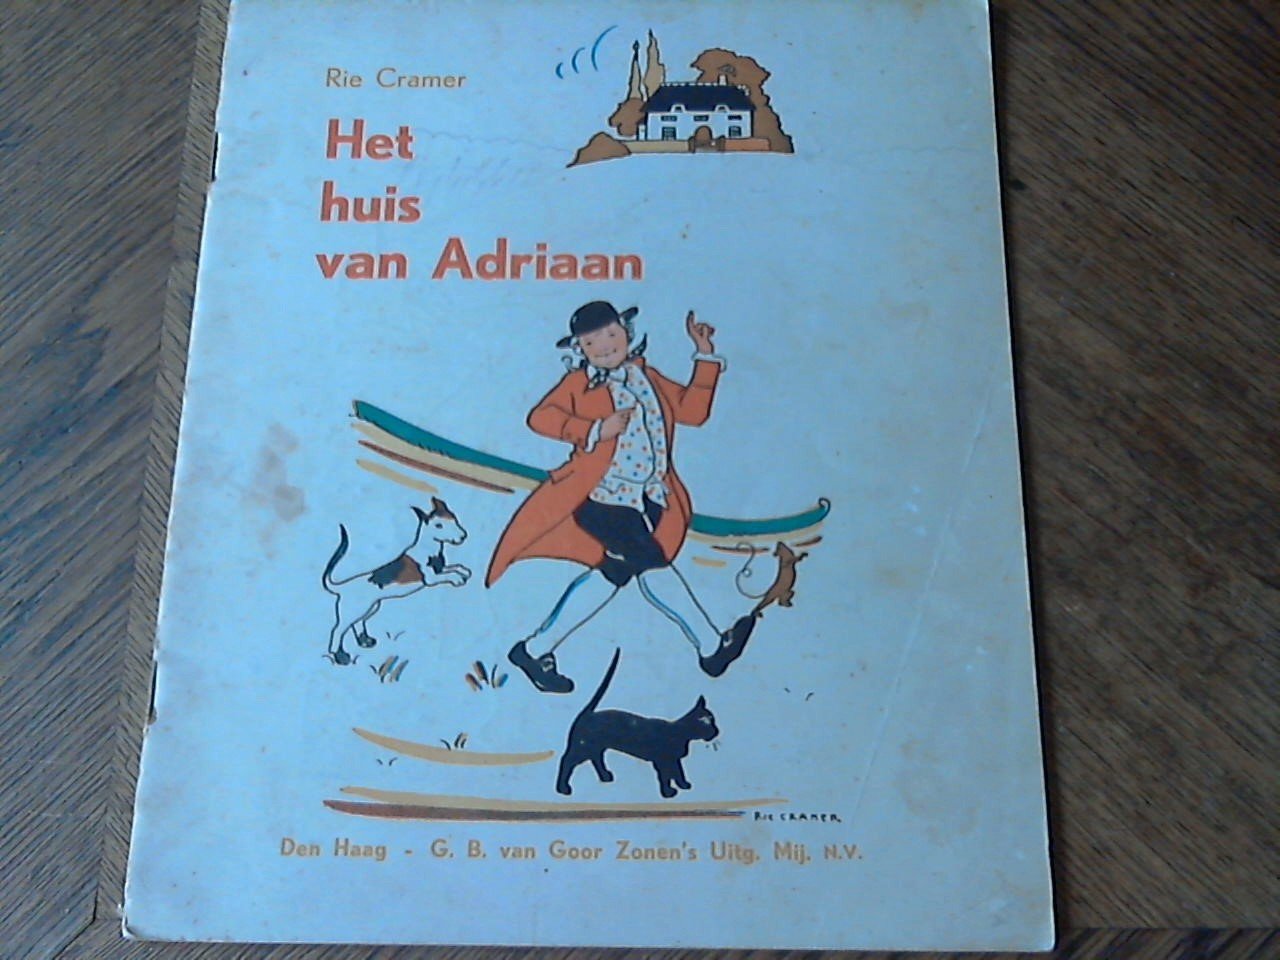 Rie Cramer
Het
huis
van Adriaan
RIE CRAMER
Den Haag - G. B. van Goor Zonen's Uitg. Mij. N.V.